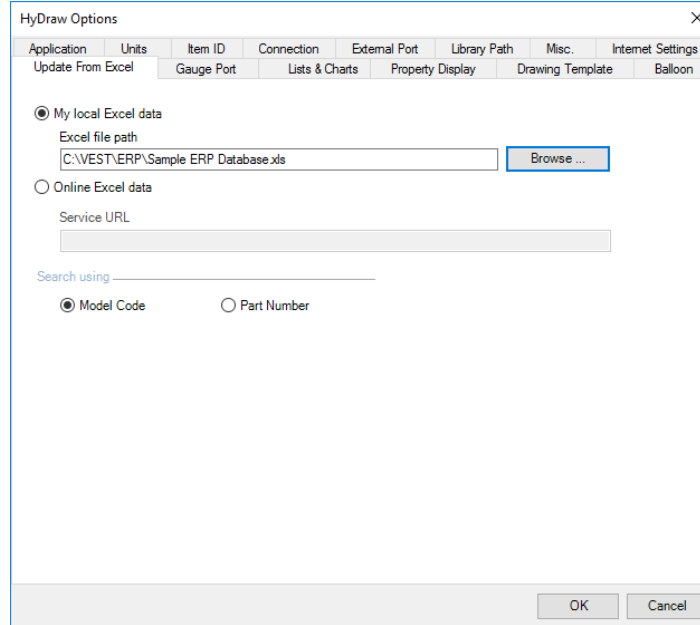 HyDraw Options
Application Units Item ID Connection External Port Library Path Misc. Internet Settings
Update From Excel Gauge Port Lists & Charts Property Display Drawing Template Balloon
My local Excel data
Excel file path
C:\VEST\ERP\Sample ERP Database.xls Browse ...
Online Excel data
Service URL
Search using
Model Code Part Number
OK Cancel